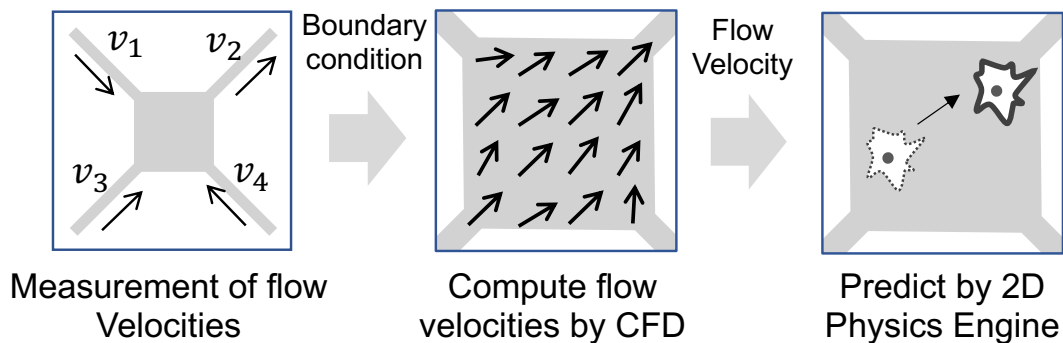 v1
v2
v3
v4
Measurement of flow
Velocities
Boundary
condition
Compute flow
velocities by CFD
Flow
Velocity
Predict by 2D
Physics Engine